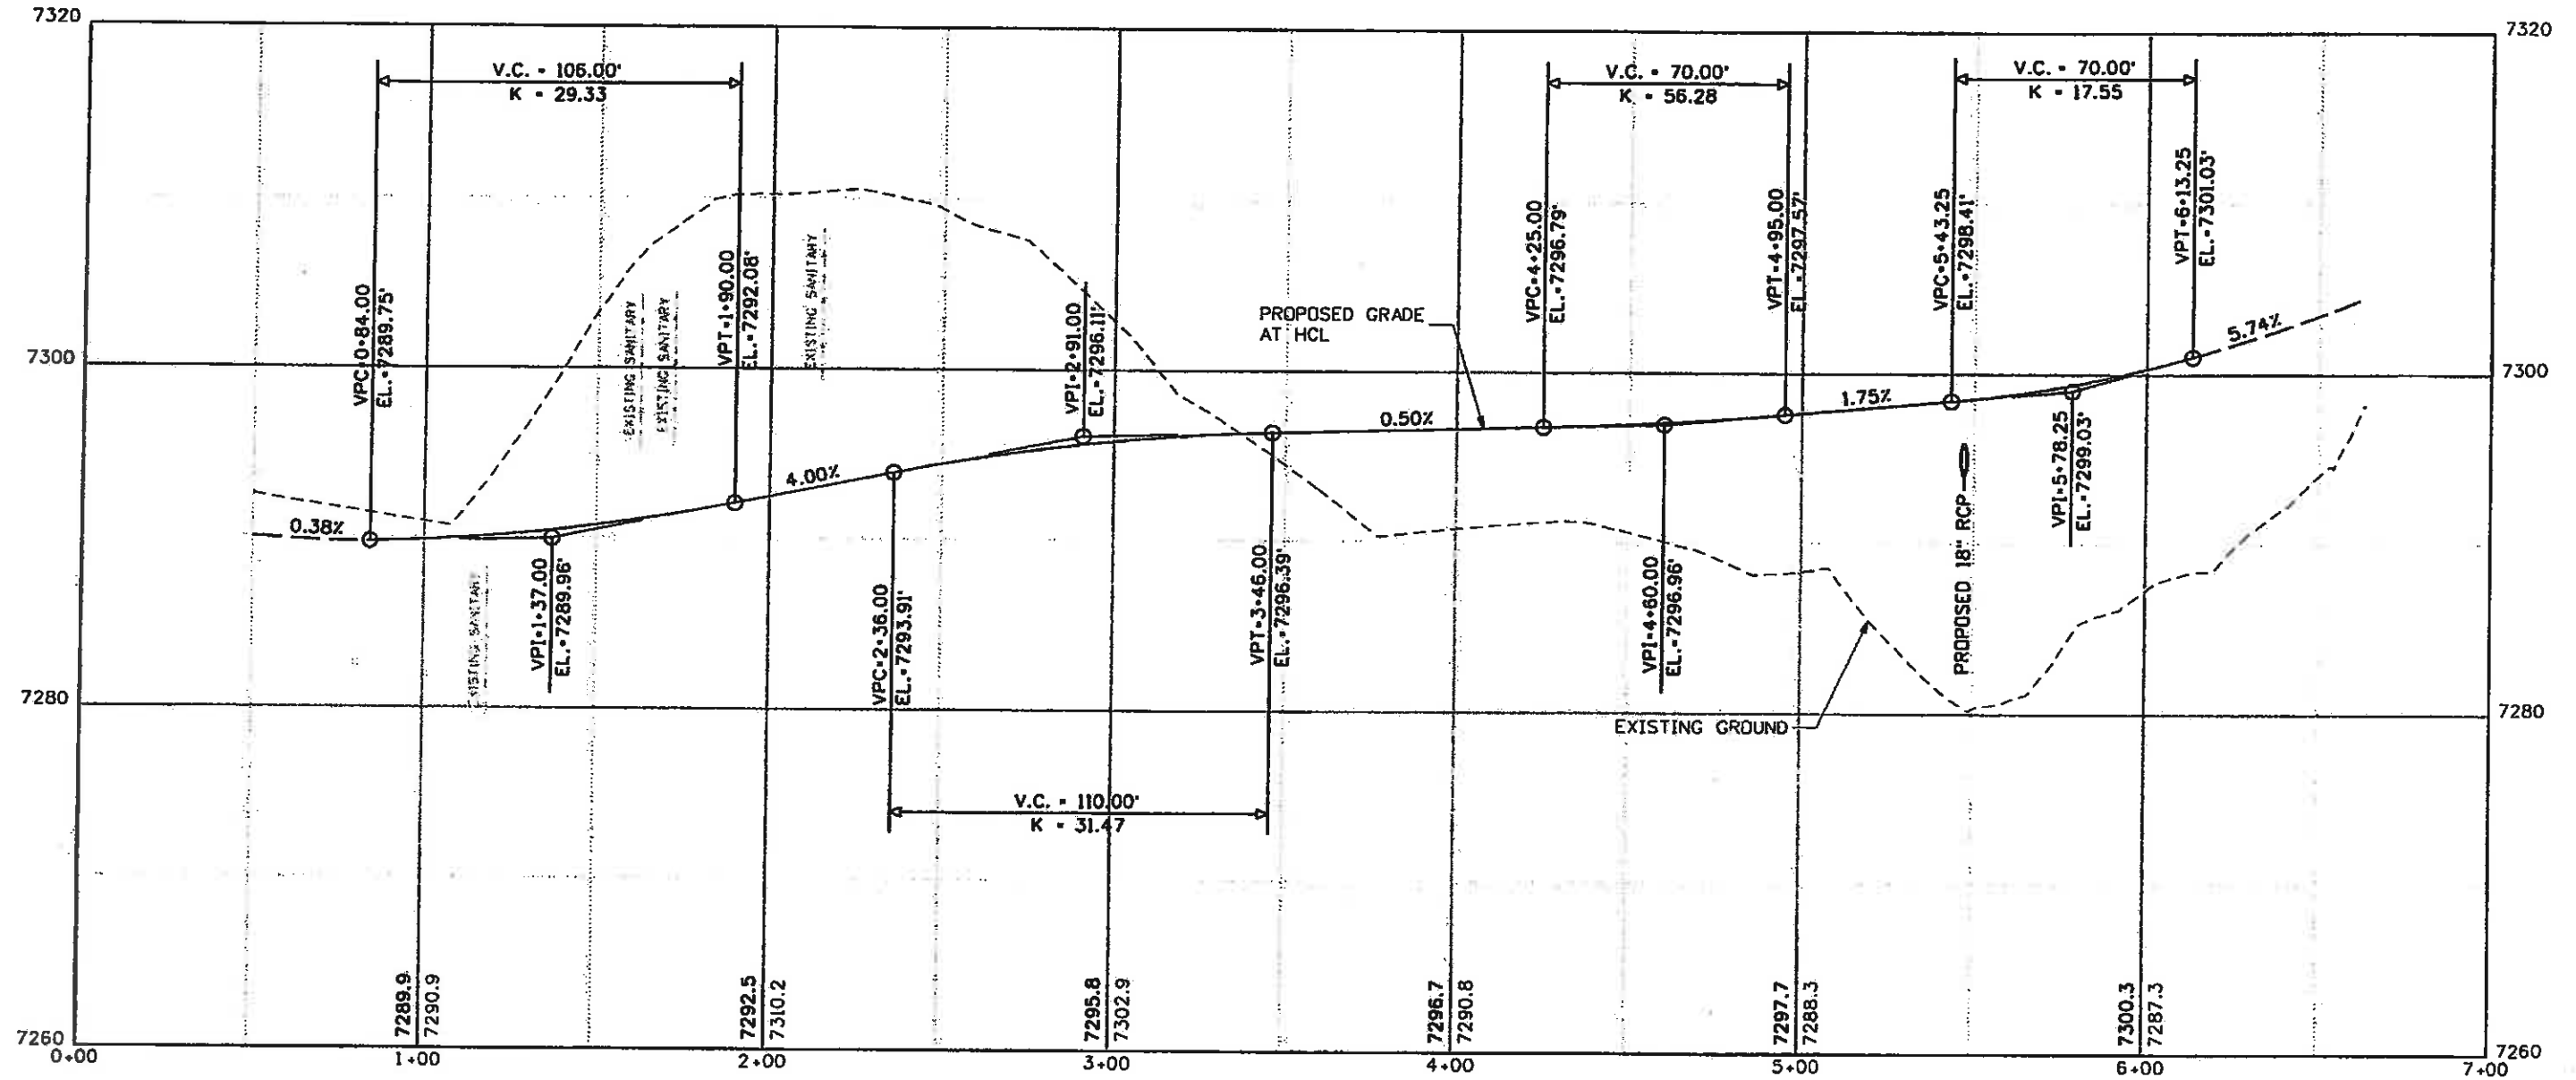 7320
7320
V.C. = 106.00'
K = 29.33
V.C. = 70.00'
K = 56.28
V.C. = 70.00'
K = 17.55
VPC=0+84.00
EL.=7289.75'
VPT=1+90.00
EL.=7292.08'
EXISTING SANITARY
EXISTING SANITARY
EXISTING SANITARY
VPI=2+91.00
EL.=7296.11'
PROPOSED GRADE
AT HCL
VPC=4+25.00
EL.=7296.79'
VPT=4+95.00
EL.=7297.57'
VPC=5+43.25
EL.=7298.41'
VPT=6+13.25
EL.=7301.03'
7300
7300
0.38%
4.00%
0.50%
1.75%
5.74%
EXISTING SANITARY
VPI=1+37.00
EL.=7289.96'
VPC=2+36.00
EL.=7293.91'
VPT=3+46.00
EL.=7296.39'
VPI=4+60.00
EL.=7296.96'
PROPOSED 18" RCP
VPI=5+78.25
EL.=7299.03'
7280
7280
EXISTING GROUND
V.C. = 110.00'
K = 31.47
7289.9
7290.9
7292.5
7310.2
7295.8
7302.9
7296.7
7290.8
7297.7
7288.3
7300.3
7287.3
7260
7260
0+00
1+00
2+00
3+00
4+00
5+00
6+00
7+00